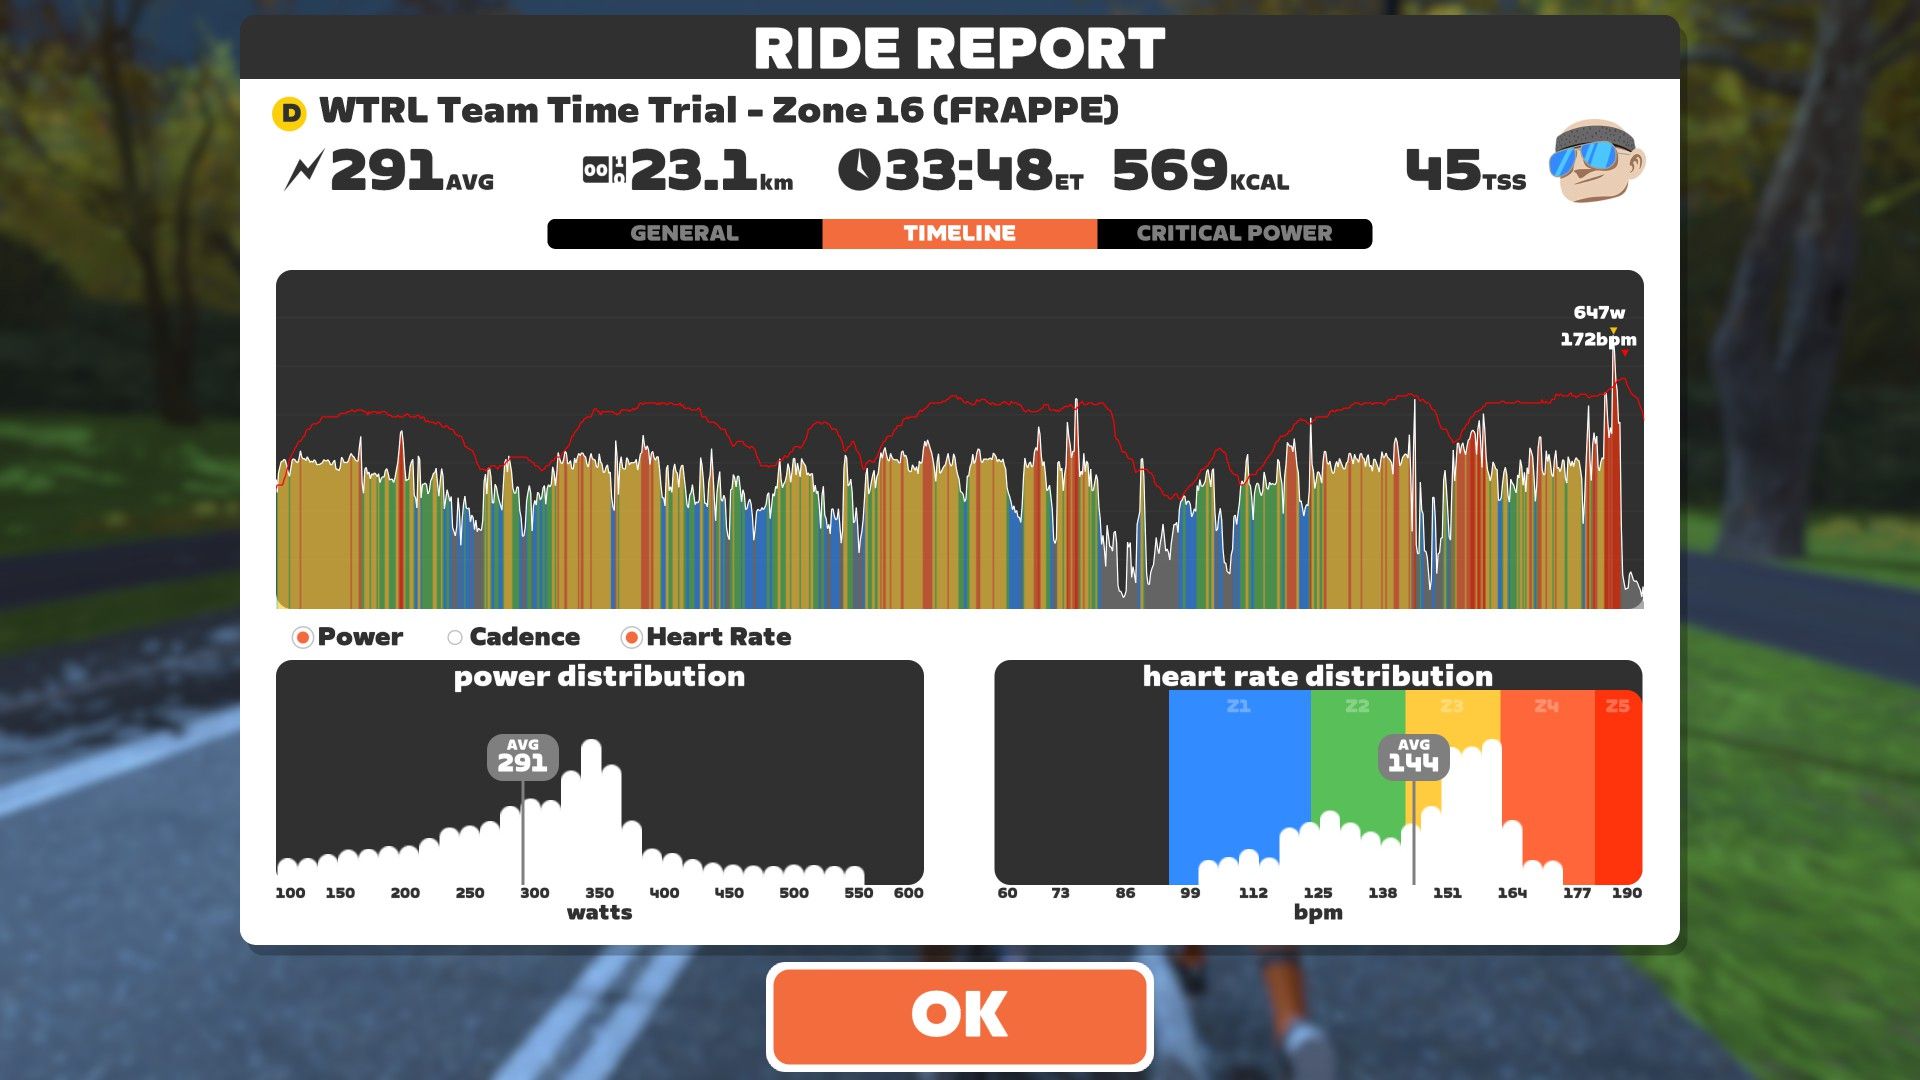 RIDE REPORT
D WTRL Team Time Trial - Zone 16 (FRAPPE)
291AVG 23.1km 33:48ET 569KCAL 45TSS
GENERAL TIMELINE CRITICAL POWER
647w
172bpm
Power Cadence Heart Rate
power distribution
AVG
291
100 150 200 250 300 350 400 450 500 550 600
watts
heart rate distribution
Z1 Z2 Z3 Z4 Z5
AVG
144
60 73 86 99 112 125 138 151 164 177 190
bpm
OK